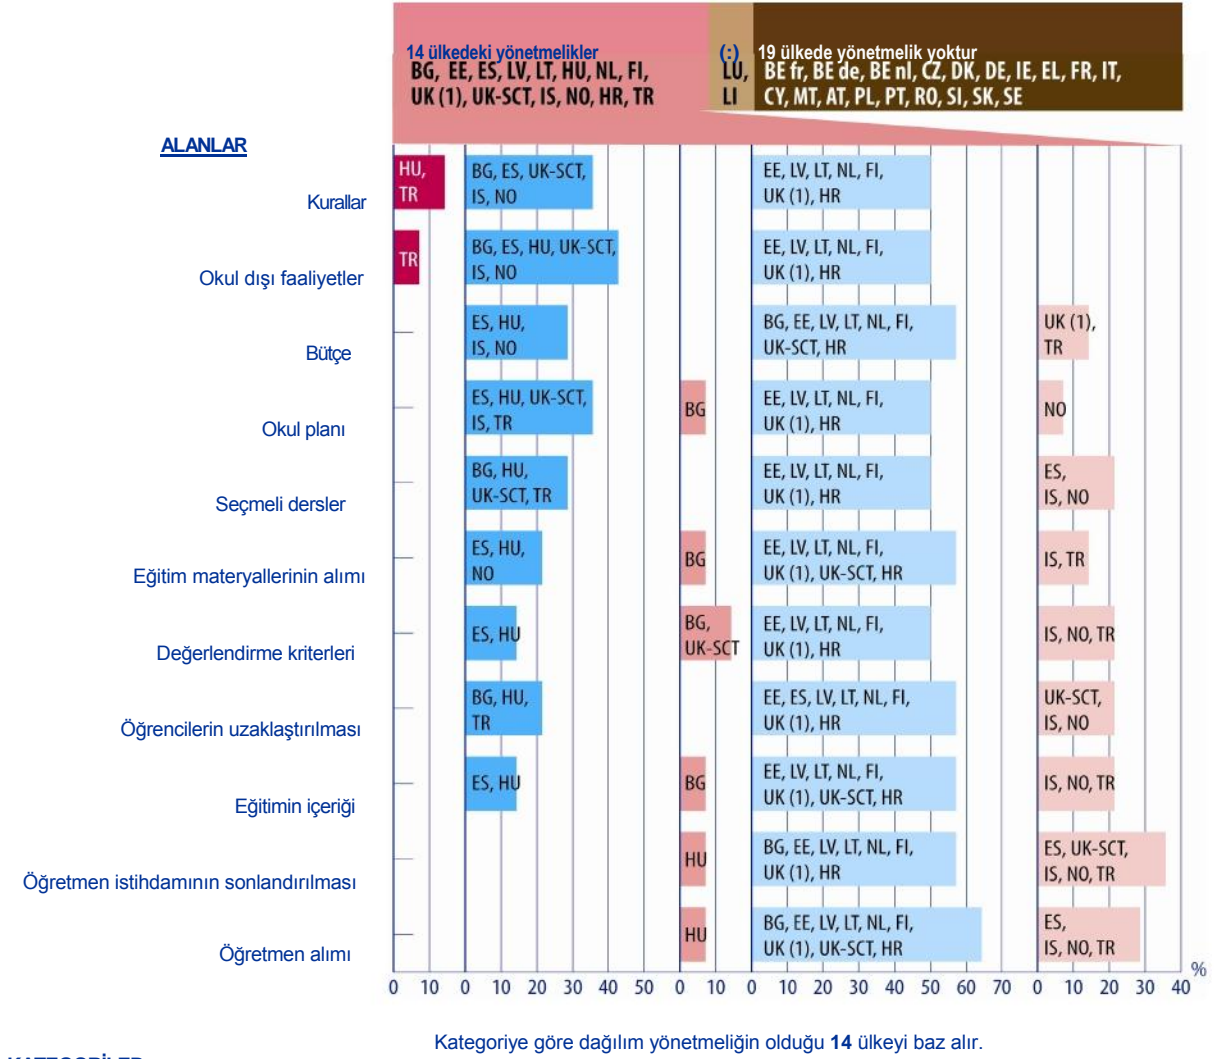 14 ülkedeki yönetmelikler (:) 19 ülkede yönetmelik yoktur
BG, EE, ES, LV, LT, HU, NL, FI, LU, BE fr, BE de, BE nl, CZ, DK, DE, IE, EL, FR, IT,
UK (1), UK-SCT, IS, NO, HR, TR LI CY, MT, AT, PL, PT, RO, SI, SK, SE
ALANLAR
HU, BG, ES, UK-SCT, EE, LV, LT, NL, FI,
TR IS, NO UK (1), HR
Kurallar
TR BG, ES, HU, UK-SCT, EE, LV, LT, NL, FI,
IS, NO UK (1), HR
Okul dışı faaliyetler
ES, HU, BG, EE, LV, LT, NL, FI, UK (1),
IS, NO UK-SCT, HR TR
Bütçe
ES, HU, UK-SCT, BG EE, LV, LT, NL, FI, NO
IS, TR UK (1), HR
Okul planı
BG, HU, EE, LV, LT, NL, FI, ES,
UK-SCT, TR UK (1), HR IS, NO
Seçmeli dersler
ES, HU, BG EE, LV, LT, NL, FI, IS, TR
NO UK (1), UK-SCT, HR
Eğitim materyallerinin alımı
ES, HU BG, EE, LV, LT, NL, FI, IS, NO, TR
UK-SCT UK (1), HR
Değerlendirme kriterleri
BG, HU, EE, ES, LV, LT, NL, FI, UK-SCT,
TR UK (1), HR IS, NO
Öğrencilerin uzaklaştırılması
ES, HU BG EE, LV, LT, NL, FI, IS, NO, TR
UK (1), UK-SCT, HR
Eğitimin içeriği
HU BG, EE, LV, LT, NL, FI, ES, UK-SCT,
UK (1), HR IS, NO, TR
Öğretmen istihdamının sonlandırılması
HU BG, EE, LV, LT, NL, FI, ES,
UK (1), UK-SCT, HR IS, NO, TR
Öğretmen alımı
%
0 10 0 10 20 30 40 50 0 10 0 10 20 30 40 50 60 70 0 10 20 30 40
Kategoriye göre dağılım yönetmeliğin olduğu 14 ülkeyi baz alır.